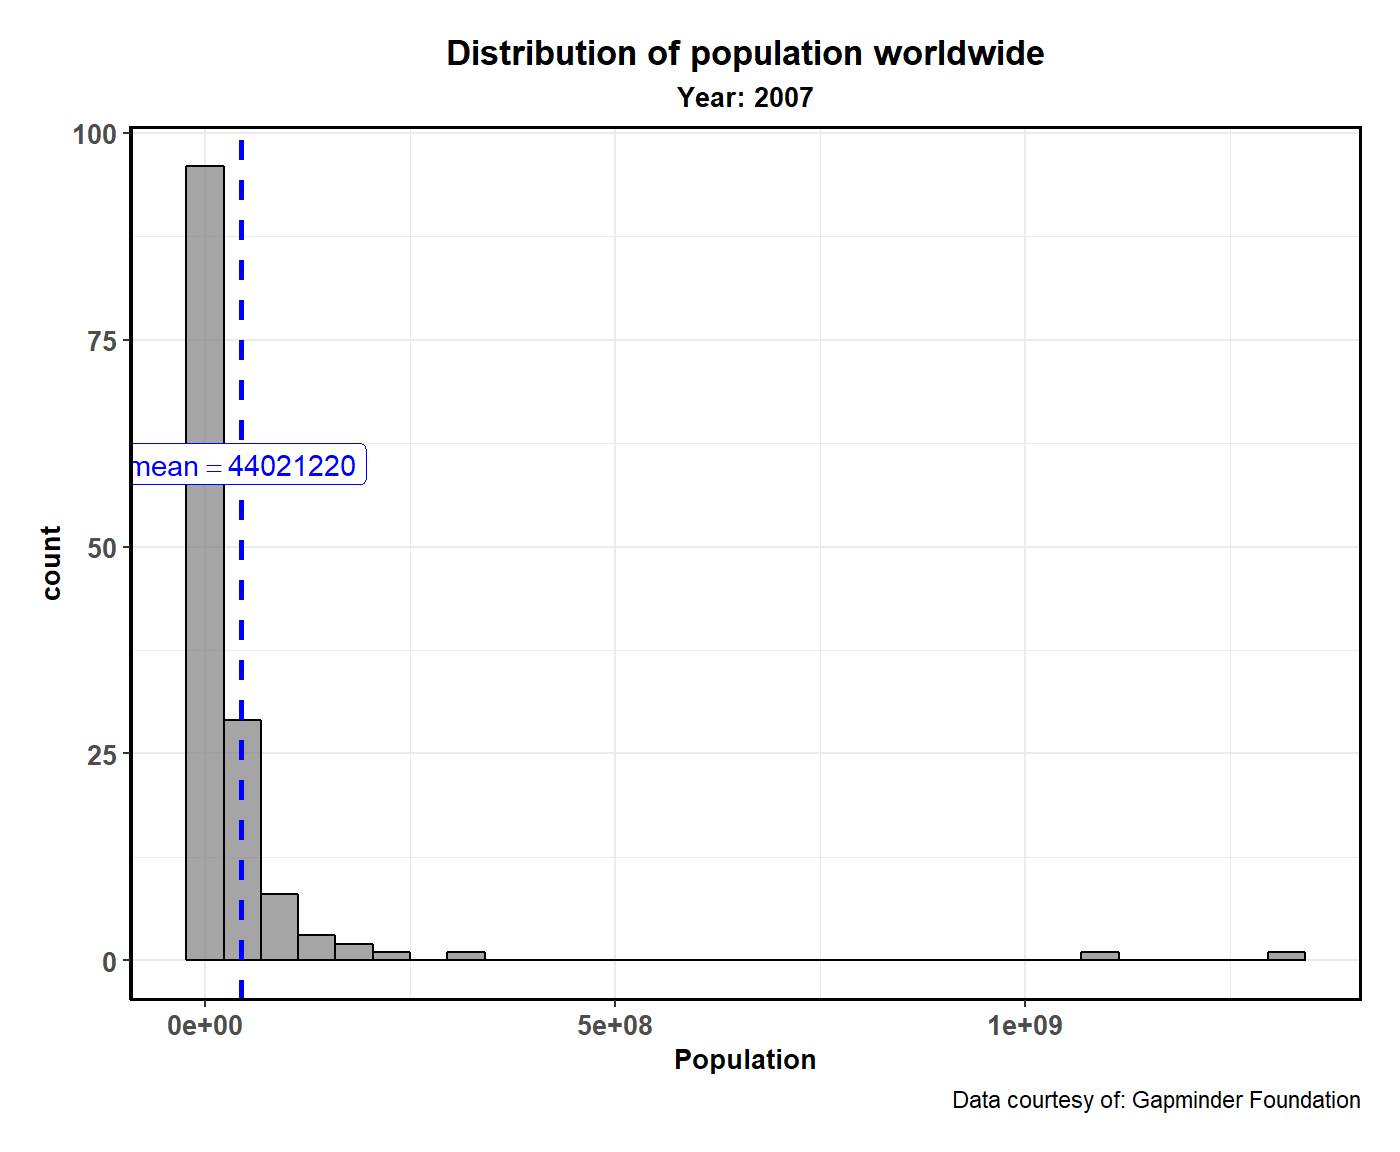 Distribution of population worldwide
Year: 2007
100
75
50
25
0
count
mean = 44021220
0e+00 5e+08 1e+09
Population
Data courtesy of: Gapminder Foundation